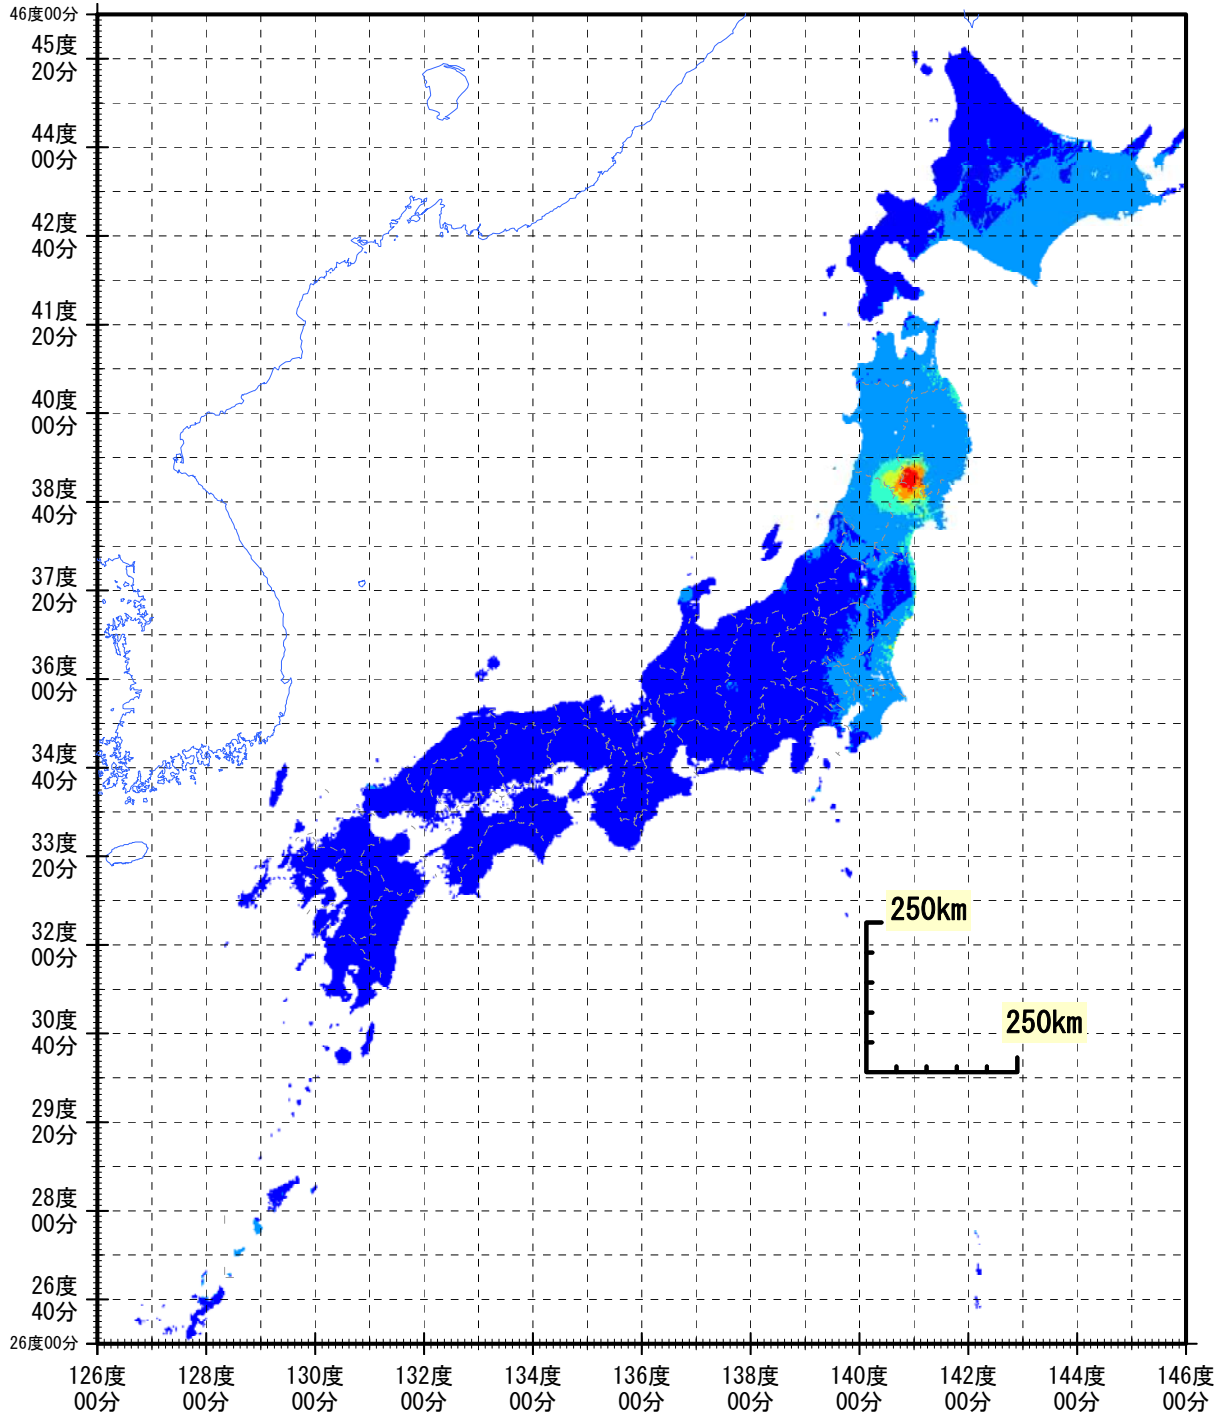 46度00分
45度
20分
44度
00分
42度
40分
41度
20分
40度
00分
38度
40分
37度
20分
36度
00分
34度
40分
33度
20分
250km
32度
00分
250km
30度
40分
29度
20分
28度
00分
26度
40分
26度00分
126度 128度 130度 132度 134度 136度 138度 140度 142度 144度 146度
00分 00分 00分 00分 00分 00分 00分 00分 00分 00分 00分